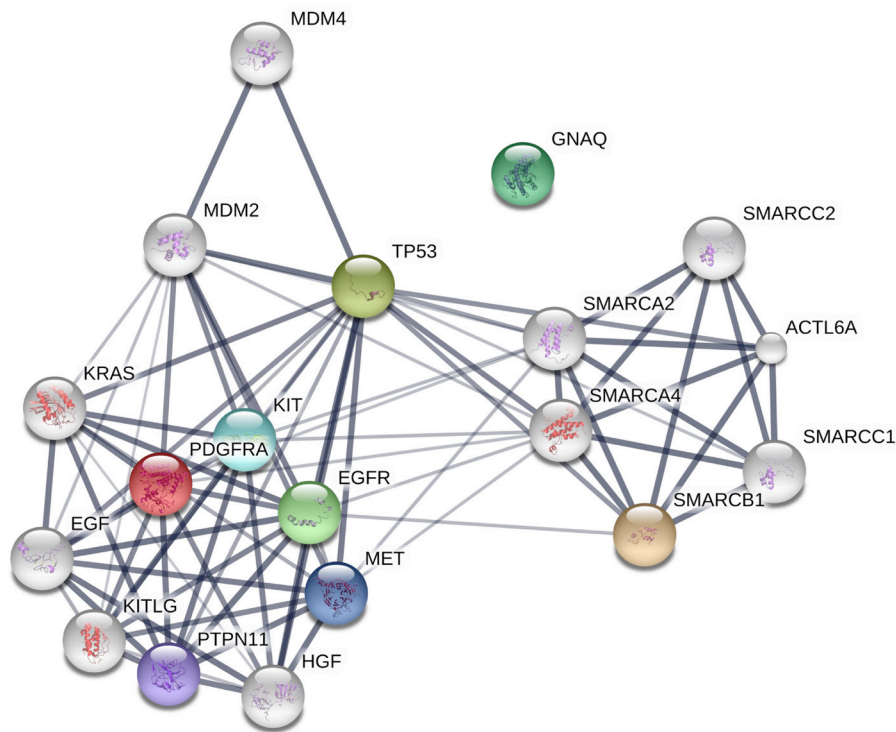 MDM4
GNAQ
MDM2
SMARCC2
TP53
SMARCA2
ACTL6A
KRAS
SMARCA4
KIT
SMARCC1
PDGFRA
EGFR
SMARCB1
EGF
MET
KITLG
PTPN11
HGF